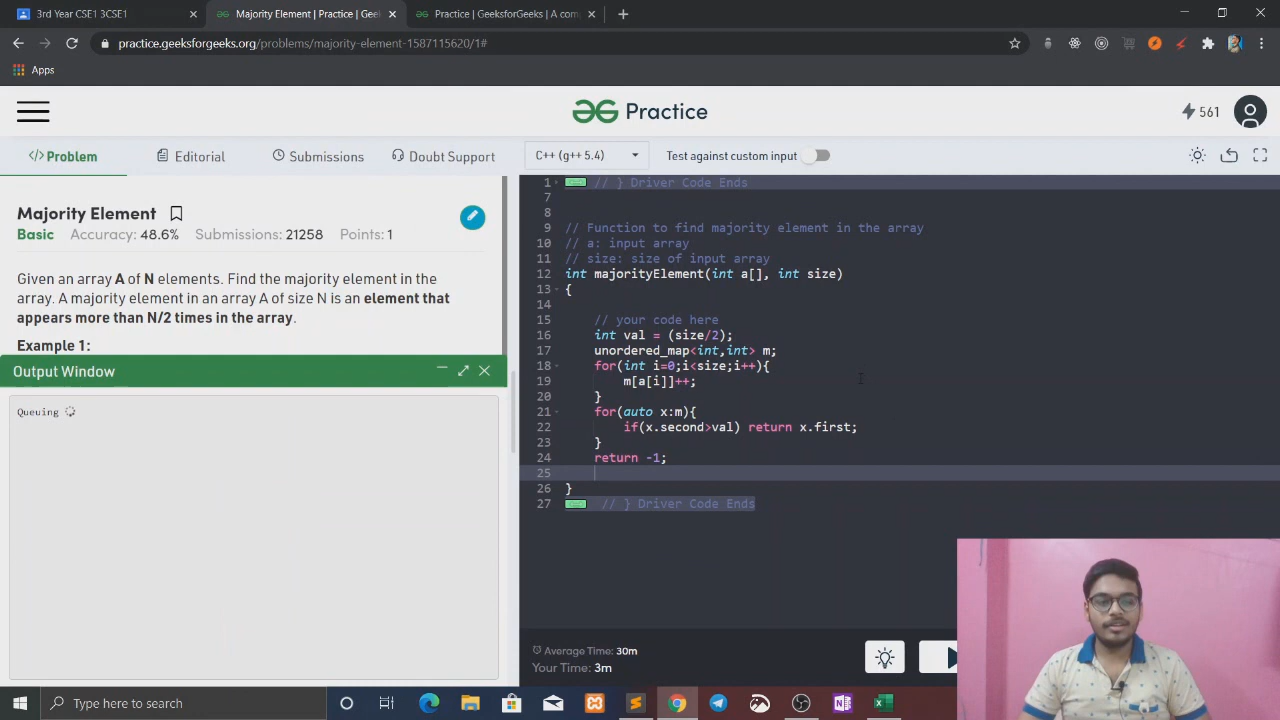 3rd Year CSE1 3CSE1
Majority Element | Practice | Geek
Practice | GeeksforGeeks | A com
practice.geeksforgeeks.org/problems/majority-element-1587115620/1#
Apps
Practice
561
</>Problem
Editorial
Submissions
Doubt Support
C++ (g++ 5.4)
Test against custom input
Majority Element
Basic Accuracy: 48.6% Submissions: 21258 Points: 1
Given an array A of N elements. Find the majority element in the
array. A majority element in an array A of size N is an element that
appears more than N/2 times in the array.
Example 1:
Output Window
Queuing
1 // } Driver Code Ends
7
8
9 // Function to find majority element in the array
10 // a: input array
11 // size: size of input array
12 int majorityElement(int a[], int size)
13 {
14
15 // your code here
16 int val = (size/2);
17 unordered_map<int,int> m;
18 for(int i=0;i<size;i++){
19 m[a[i]]++;
20 }
21 for(auto x:m){
22 if(x.second>val) return x.first;
23 }
24 return -1;
25
26 }
27 // } Driver Code Ends
Average Time: 30m
Your Time: 3m
Type here to search